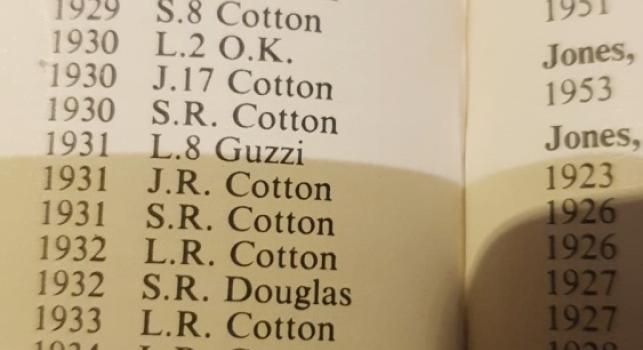 1929 S.8 Cotton
1930 L.2 O.K.
1930 J.17 Cotton
1930 S.R. Cotton
1931 L.8 Guzzi
1931 J.R. Cotton
1931 S.R. Cotton
1932 L.R. Cotton
1932 S.R. Douglas
1933 L.R. Cotton
1951
Jones,
1953
Jones,
1923
1926
1926
1927
1927